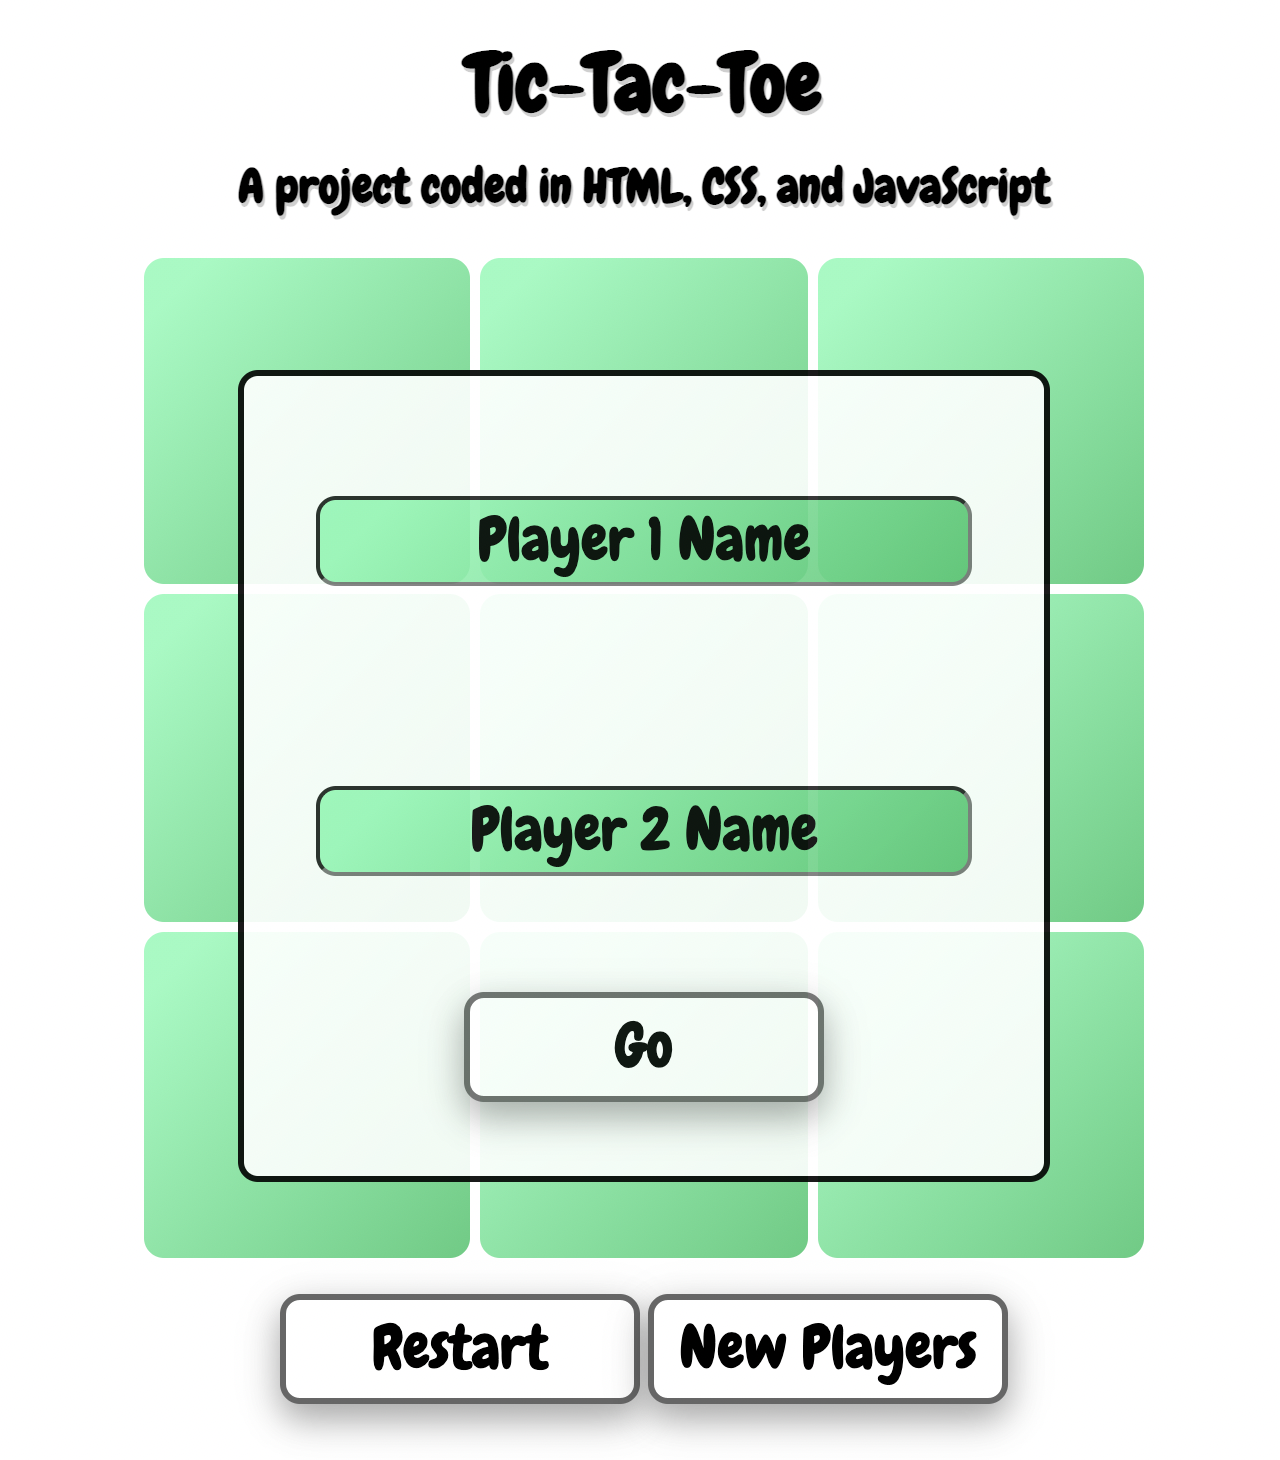 Tic-Tac-Toe
A project coded in HTML, CSS, and JavaScript
Player 1 Name
Player 2 Name
Go
Restart
New Players